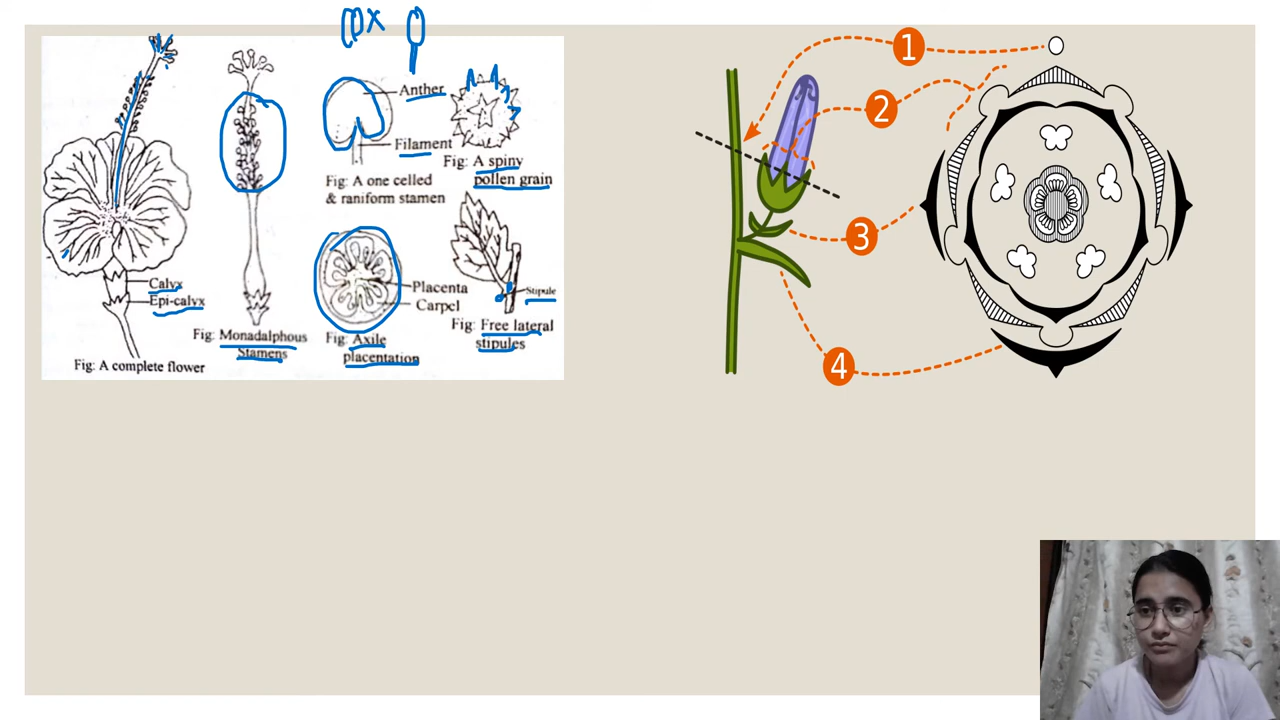 Anther
Filament
Fig: A one celled
& raniform stamen
Fig: A spiny
pollen grain
Placenta
Carpel
Stipule
Calyx
Epi-calyx
Fig: Monadalphous
Stamens
Fig: Axile
placentation
Fig: Free lateral
stipules
Fig: A complete flower
1
2
3
4